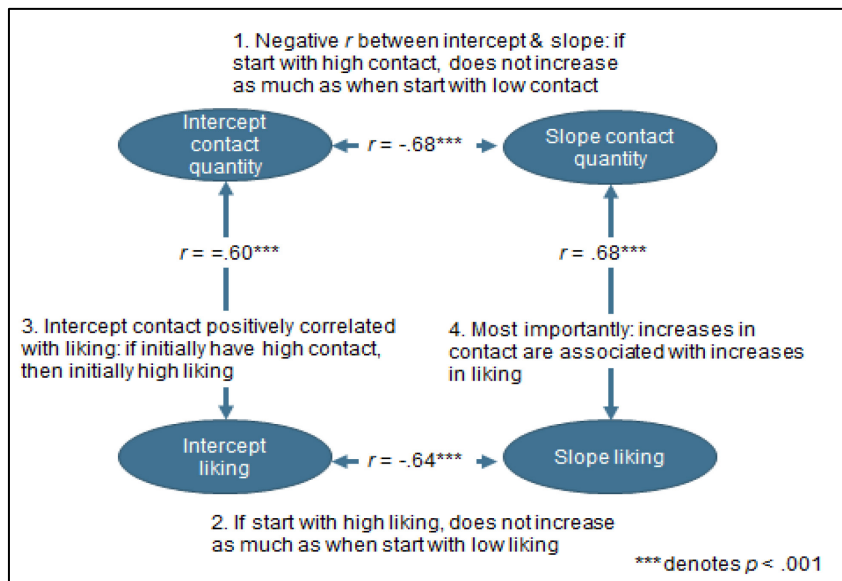 1. Negative r between intercept & slope: if
start with high contact, does not increase
as much as when start with low contact
Intercept
contact
quantity
r = -.68***
Slope contact
quantity
r = =.60***
r = .68***
3. Intercept contact positively correlated
with liking: if initially have high contact,
then initially high liking
4. Most importantly: increases in
contact are associated with increases
in liking
Intercept
liking
r = -.64***
Slope liking
2. If start with high liking, does not increase
as much as when start with low liking
***denotes p < .001